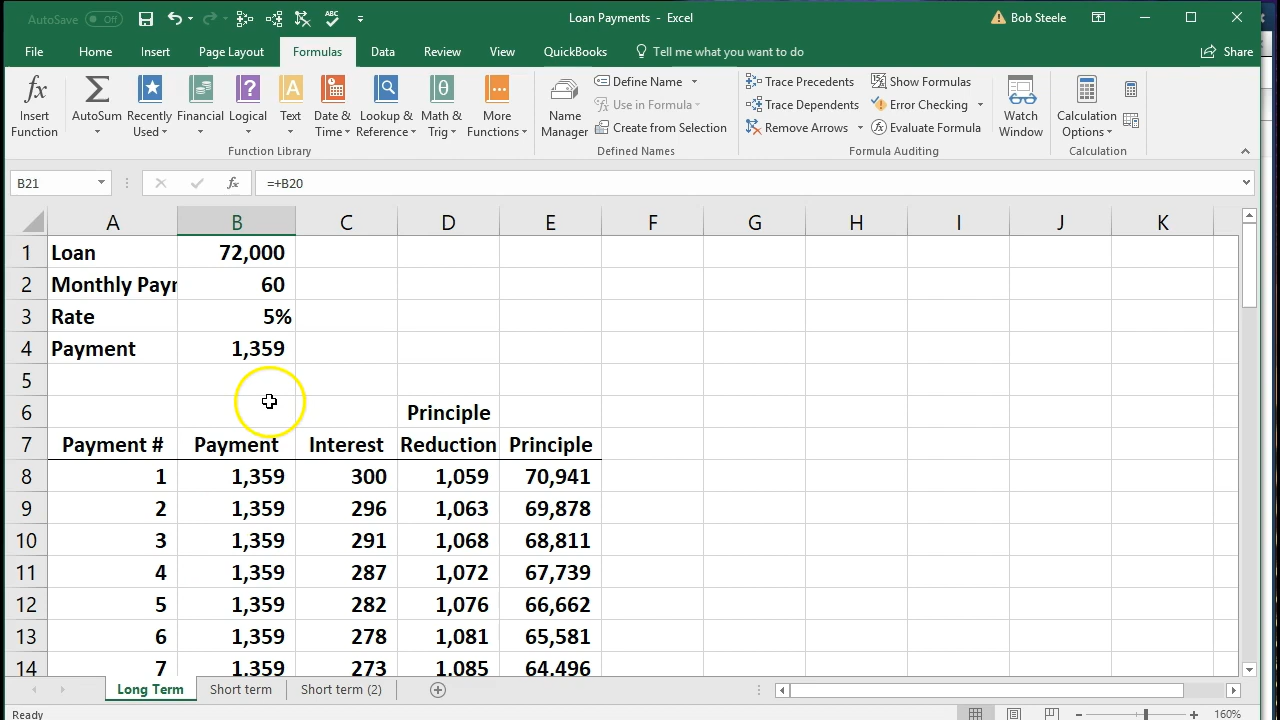 AutoSave Off
Loan Payments - Excel
Bob Steele
File Home Insert Page Layout Formulas Data Review View QuickBooks Tell me what you want to do Share
Insert Function
AutoSum
Recently Used
Financial
Logical
Text
Date & Time
Lookup & Reference
Math & Trig
More Functions
Function Library
Name Manager
Define Name
Use in Formula
Create from Selection
Defined Names
Trace Precedents
Trace Dependents
Remove Arrows
Show Formulas
Error Checking
Evaluate Formula
Formula Auditing
Watch Window
Calculation Options
Calculation
B21 fx =+B20
A B C D E F G H I J K
1 Loan 72,000
2 Monthly Payr 60
3 Rate 5%
4 Payment 1,359
5
6 Principle
7 Payment # Payment Interest Reduction Principle
8 1 1,359 300 1,059 70,941
9 2 1,359 296 1,063 69,878
10 3 1,359 291 1,068 68,811
11 4 1,359 287 1,072 67,739
12 5 1,359 282 1,076 66,662
13 6 1,359 278 1,081 65,581
14 7 1,359 273 1,085 64,496
Long Term Short term Short term (2)
Ready 160%